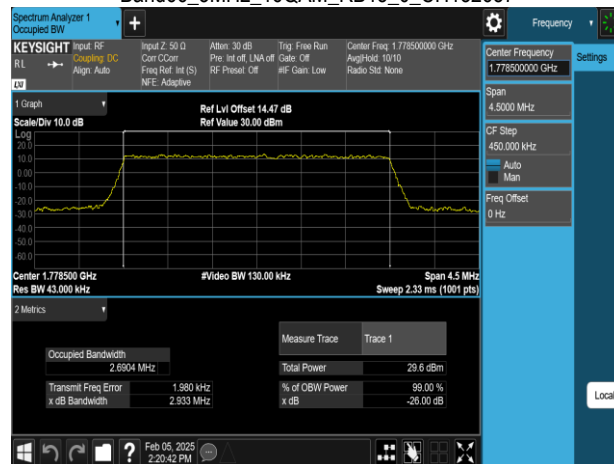 Spectrum Analyzer 1
Occupied BW
Frequency
KEYSIGHT
RL
Input: RF
Coupling: DC
Align: Auto
Input Z: 50 Ω
Corr CCorr
Freq Ref: Int (S)
NFE: Adaptive
Atten: 30 dB
Pre: Int off, LNA off
RF Presel: Off
Trig: Free Run
Gate: Off
#IF Gain: Low
Center Freq: 1.778500000 GHz
Avg|Hold: 10/10
Radio Std: None
LXI
Center Frequency
1.778500000 GHz
Settings
Span
4.5000 MHz
CF Step
450.000 kHz
Auto
Man
Freq Offset
0 Hz
1 Graph
Scale/Div 10.0 dB
Ref Lvl Offset 14.47 dB
Ref Value 30.00 dBm
Log
20.0
10.0
0.00
-10.0
-20.0
-30.0
-40.0
-50.0
-60.0
Center 1.778500 GHz
Res BW 43.000 kHz
#Video BW 130.00 kHz
Span 4.5 MHz
Sweep 2.33 ms (1001 pts)
2 Metrics
Measure Trace
Trace 1
Occupied Bandwidth
2.6904 MHz
Total Power
29.6 dBm
Transmit Freq Error
1.980 kHz
% of OBW Power
99.00 %
x dB Bandwidth
2.933 MHz
x dB
-26.00 dB
Local
?
Feb 05, 2025
2:20:42 PM